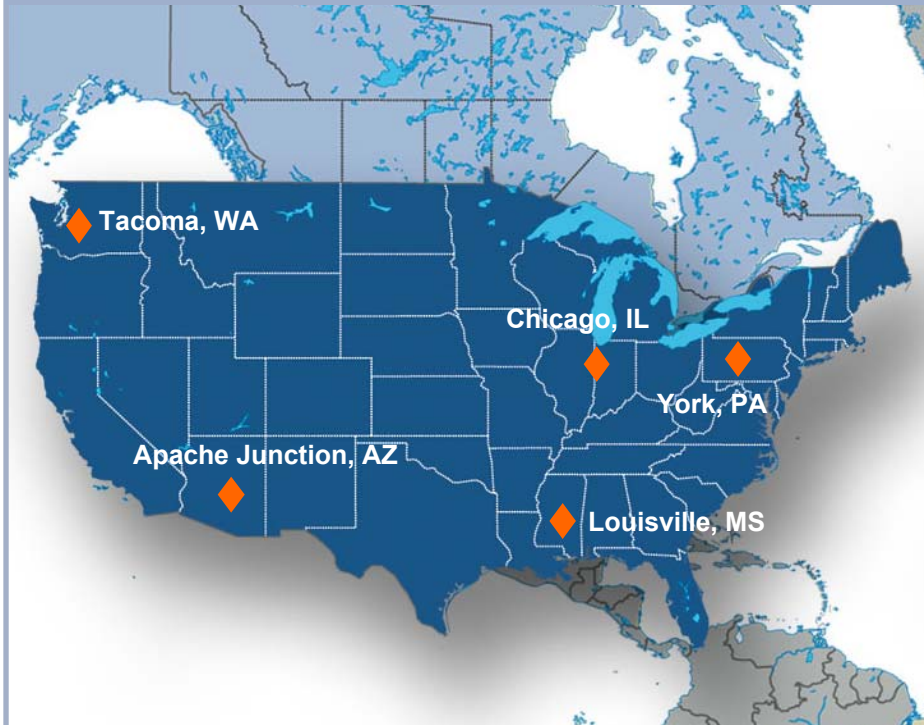 Tacoma, WA
Chicago, IL
York, PA
Apache Junction, AZ
Louisville, MS